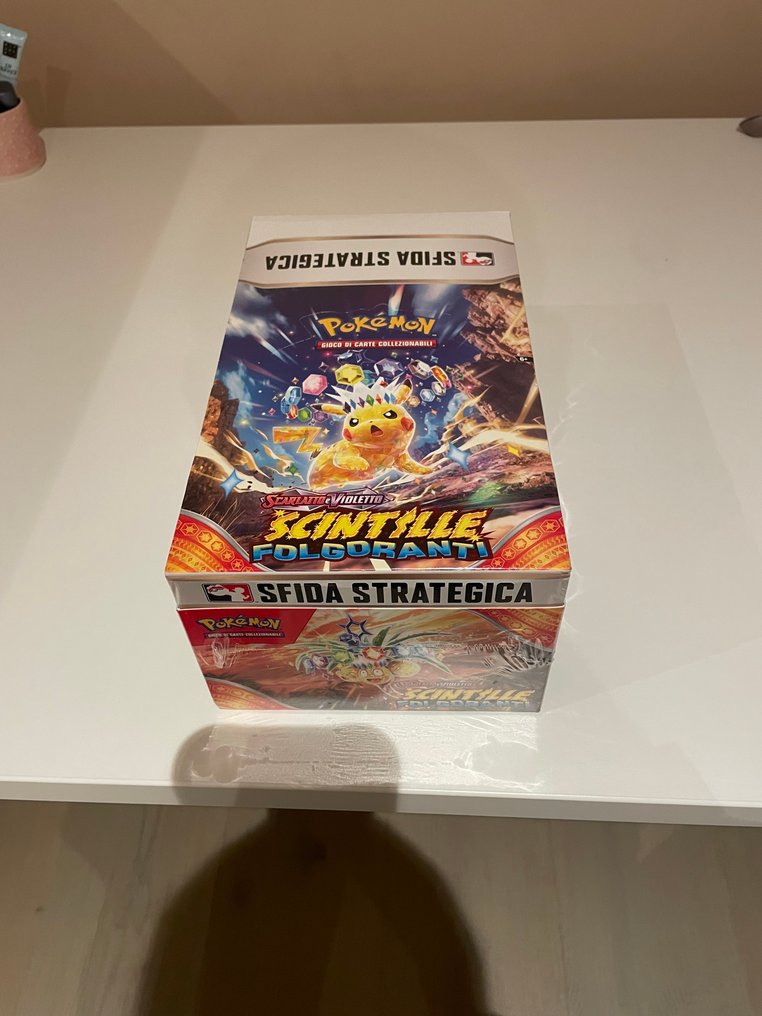 SFIDA STRATEGICA
POKéMON
GIOCO DI CARTE COLLEZIONABILI
6+
SCARLATTO e VIOLETTO
SCINTILLE
FOLGORANTI
SFIDA STRATEGICA
POKéMON
GIOCO DI CARTE COLLEZIONABILI
SCINTILLE
FOLGORANTI